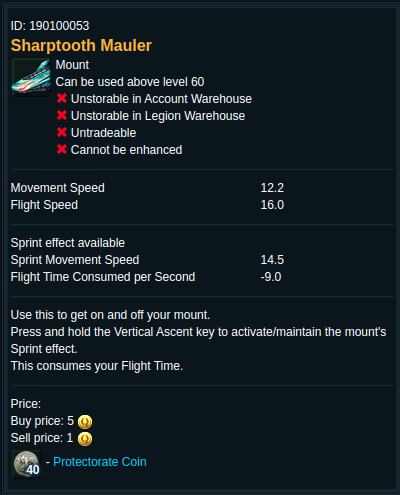 ID: 190100053
Sharptooth Mauler
Mount
Can be used above level 60
Unstorable in Account Warehouse
Unstorable in Legion Warehouse
Untradeable
Cannot be enhanced
Movement Speed 12.2
Flight Speed 16.0
Sprint effect available
Sprint Movement Speed 14.5
Flight Time Consumed per Second -9.0
Use this to get on and off your mount.
Press and hold the Vertical Ascent key to activate/maintain the mount's
Sprint effect.
This consumes your Flight Time.
Price:
Buy price: 5
Sell price: 1
40 - Protectorate Coin